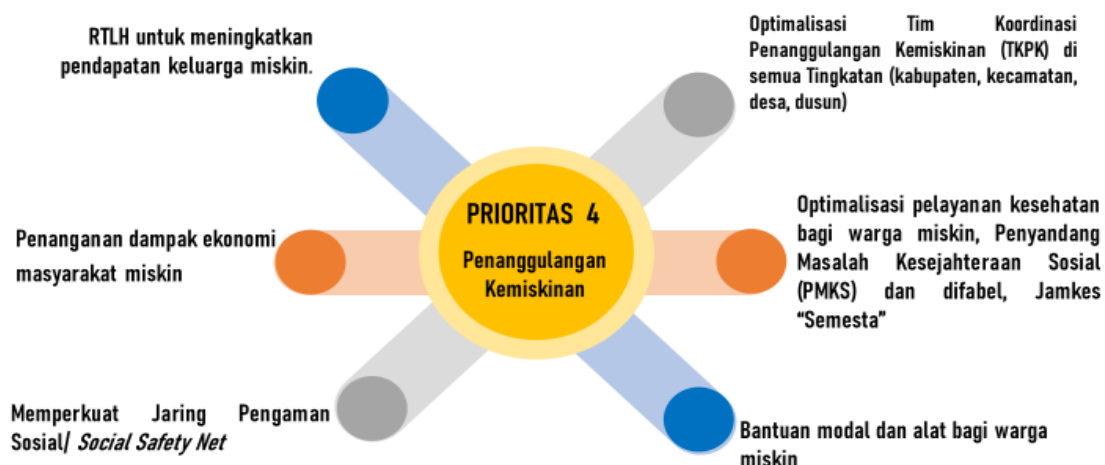 RTLH untuk meningkatkan
pendapatan keluarga miskin.
Optimalisasi Tim Koordinasi
Penanggulangan Kemiskinan (TKPK) di
semua Tingkatan (kabupaten, kecamatan,
desa, dusun)
PRIORITAS 4
Penanggulangan
Kemiskinan
Penanganan dampak ekonomi
masyarakat miskin
Optimalisasi pelayanan kesehatan
bagi warga miskin, Penyandang
Masalah Kesejahteraan Sosial
(PMKS) dan difabel, Jamkes
“Semesta”
Memperkuat Jaring Pengaman
Sosial/ Social Safety Net
Bantuan modal dan alat bagi warga
miskin